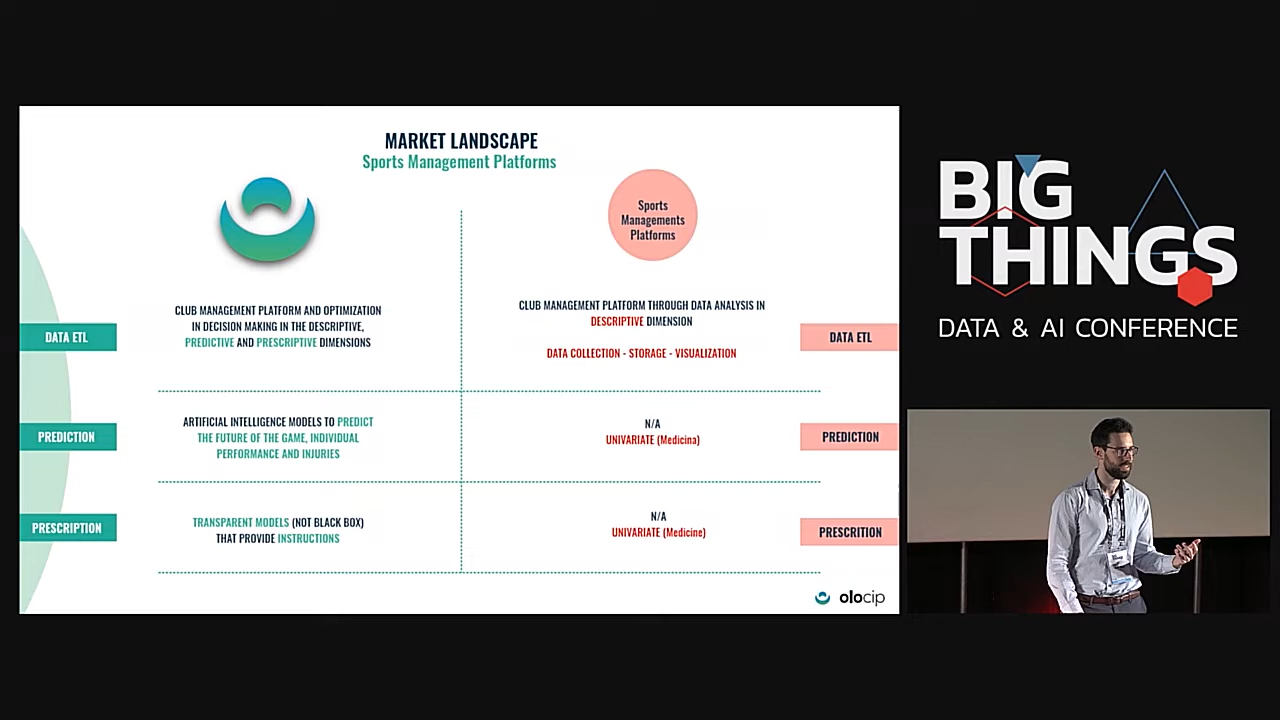 MARKET LANDSCAPE
Sports Management Platforms
Sports
Managements
Platforms
DATA ETL
CLUB MANAGEMENT PLATFORM AND OPTIMIZATION
IN DECISION MAKING IN THE DESCRIPTIVE,
PREDICTIVE AND PRESCRIPTIVE DIMENSIONS
CLUB MANAGEMENT PLATFORM THROUGH DATA ANALYSIS IN
DESCRIPTIVE DIMENSION
DATA COLLECTION - STORAGE - VISUALIZATION
DATA ETL
PREDICTION
ARTIFICIAL INTELLIGENCE MODELS TO PREDICT
THE FUTURE OF THE GAME, INDIVIDUAL
PERFORMANCE AND INJURIES
N/A
UNIVARIATE (Medicina)
PREDICTION
PRESCRIPTION
TRANSPARENT MODELS (NOT BLACK BOX)
THAT PROVIDE INSTRUCTIONS
N/A
UNIVARIATE (Medicine)
PRESCRITION
olocip
BIG
THINGS
DATA & AI CONFERENCE